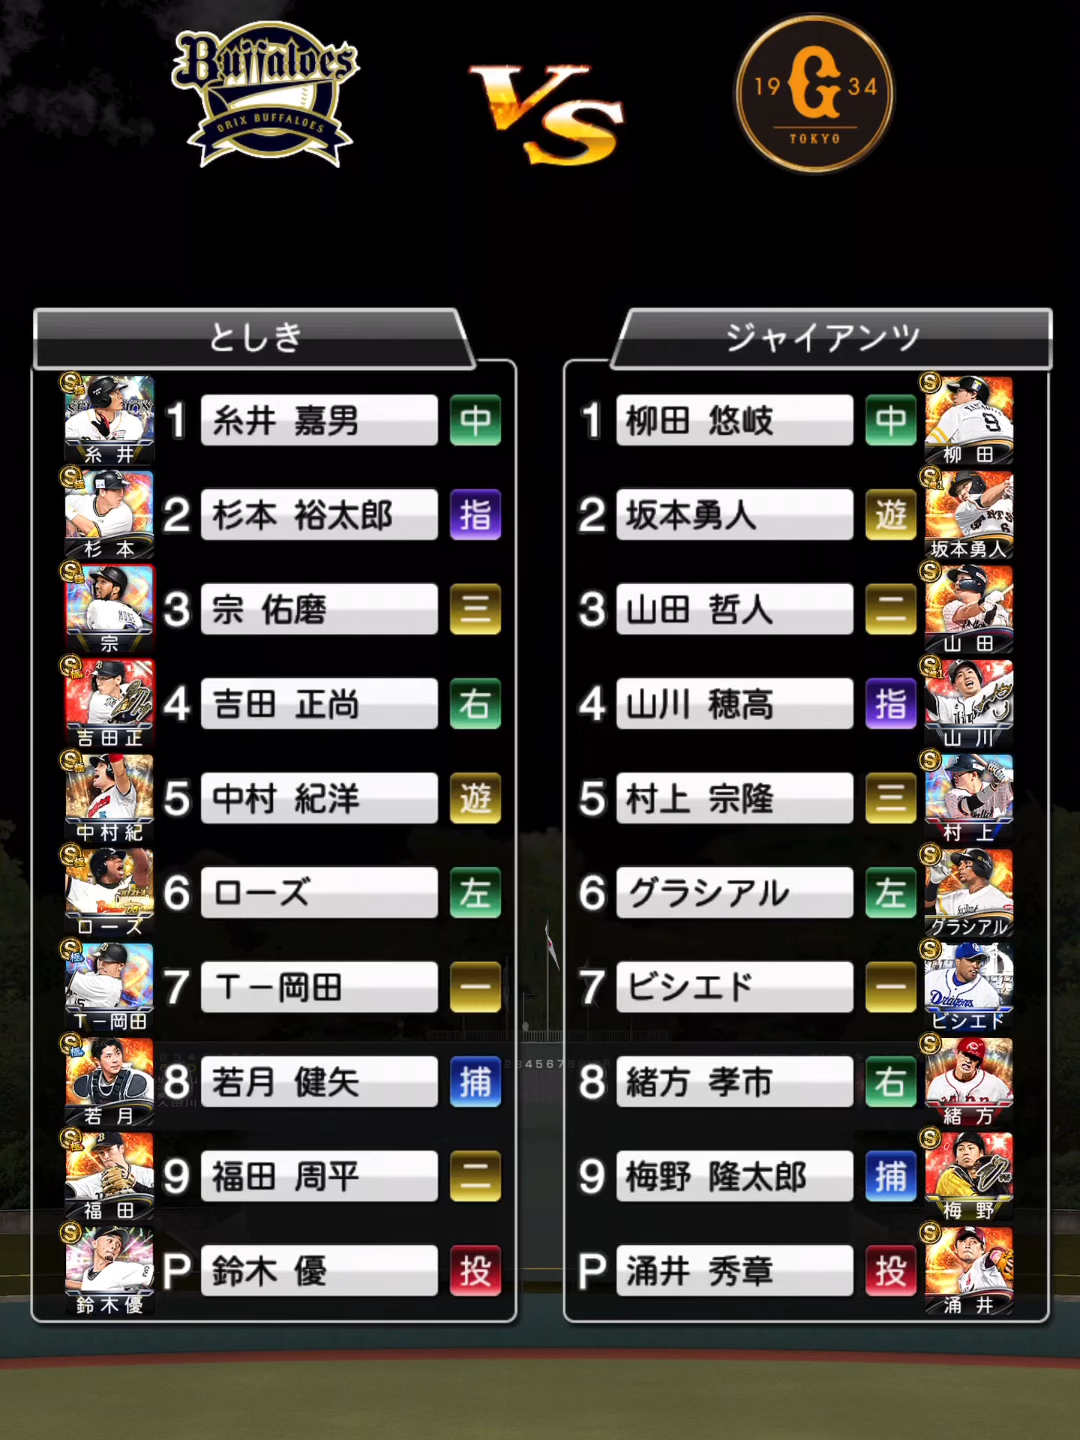 Buffaloes
ORIX BUFFALOES
VS
19 G 34
TOKYO
としき
糸井 1 糸井 嘉男 中
杉本 2 杉本 裕太郎 指
宗 3 宗 佑磨 三
吉田正 4 吉田 正尚 右
中村紀 5 中村 紀洋 遊
ローズ 6 ローズ 左
T−岡田 7 T−岡田 一
若月 8 若月 健矢 捕
福田 9 福田 周平 二
鈴木優 P 鈴木 優 投
ジャイアンツ
1 柳田 悠岐 中 柳田
2 坂本勇人 遊 坂本勇人
3 山田 哲人 二 山田
4 山川 穂高 指 山川
5 村上 宗隆 三 村上
6 グラシアル 左 グラシアル
7 ビシエド 一 ビシエド
8 緒方 孝市 右 緒方
9 梅野 隆太郎 捕 梅野
P 涌井 秀章 投 涌井